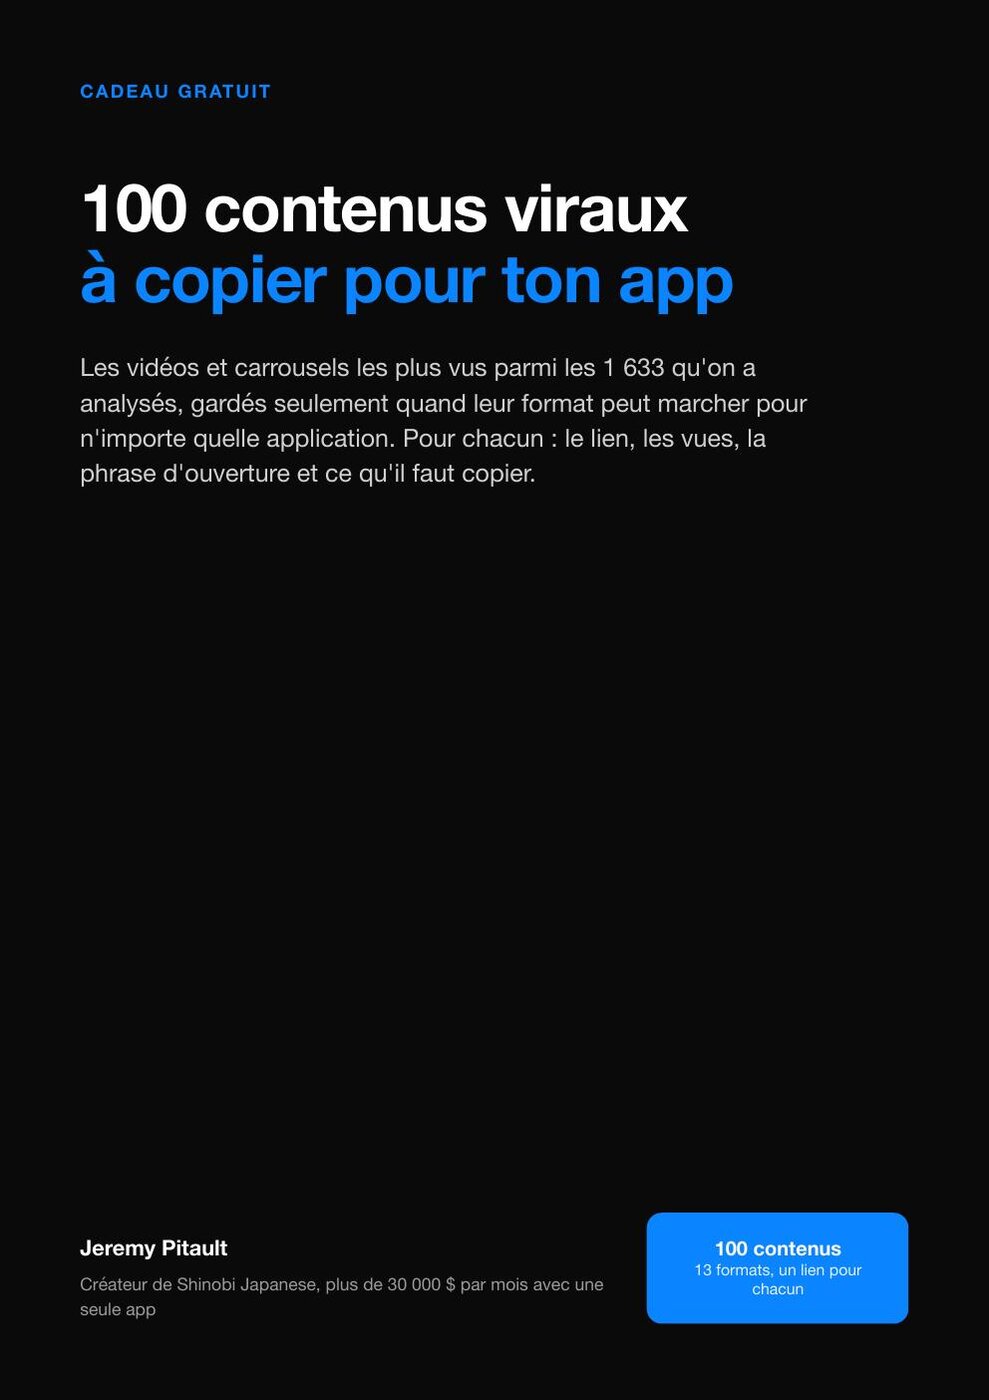 CADEAU GRATUIT
100 contenus viraux
à copier pour ton app
Les vidéos et carrousels les plus vus parmi les 1 633 qu'on a
analysés, gardés seulement quand leur format peut marcher pour
n'importe quelle application. Pour chacun : le lien, les vues, la
phrase d'ouverture et ce qu'il faut copier.
Jeremy Pitault
Créateur de Shinobi Japanese, plus de 30 000 $ par mois avec une
seule app
100 contenus
13 formats, un lien pour
chacun